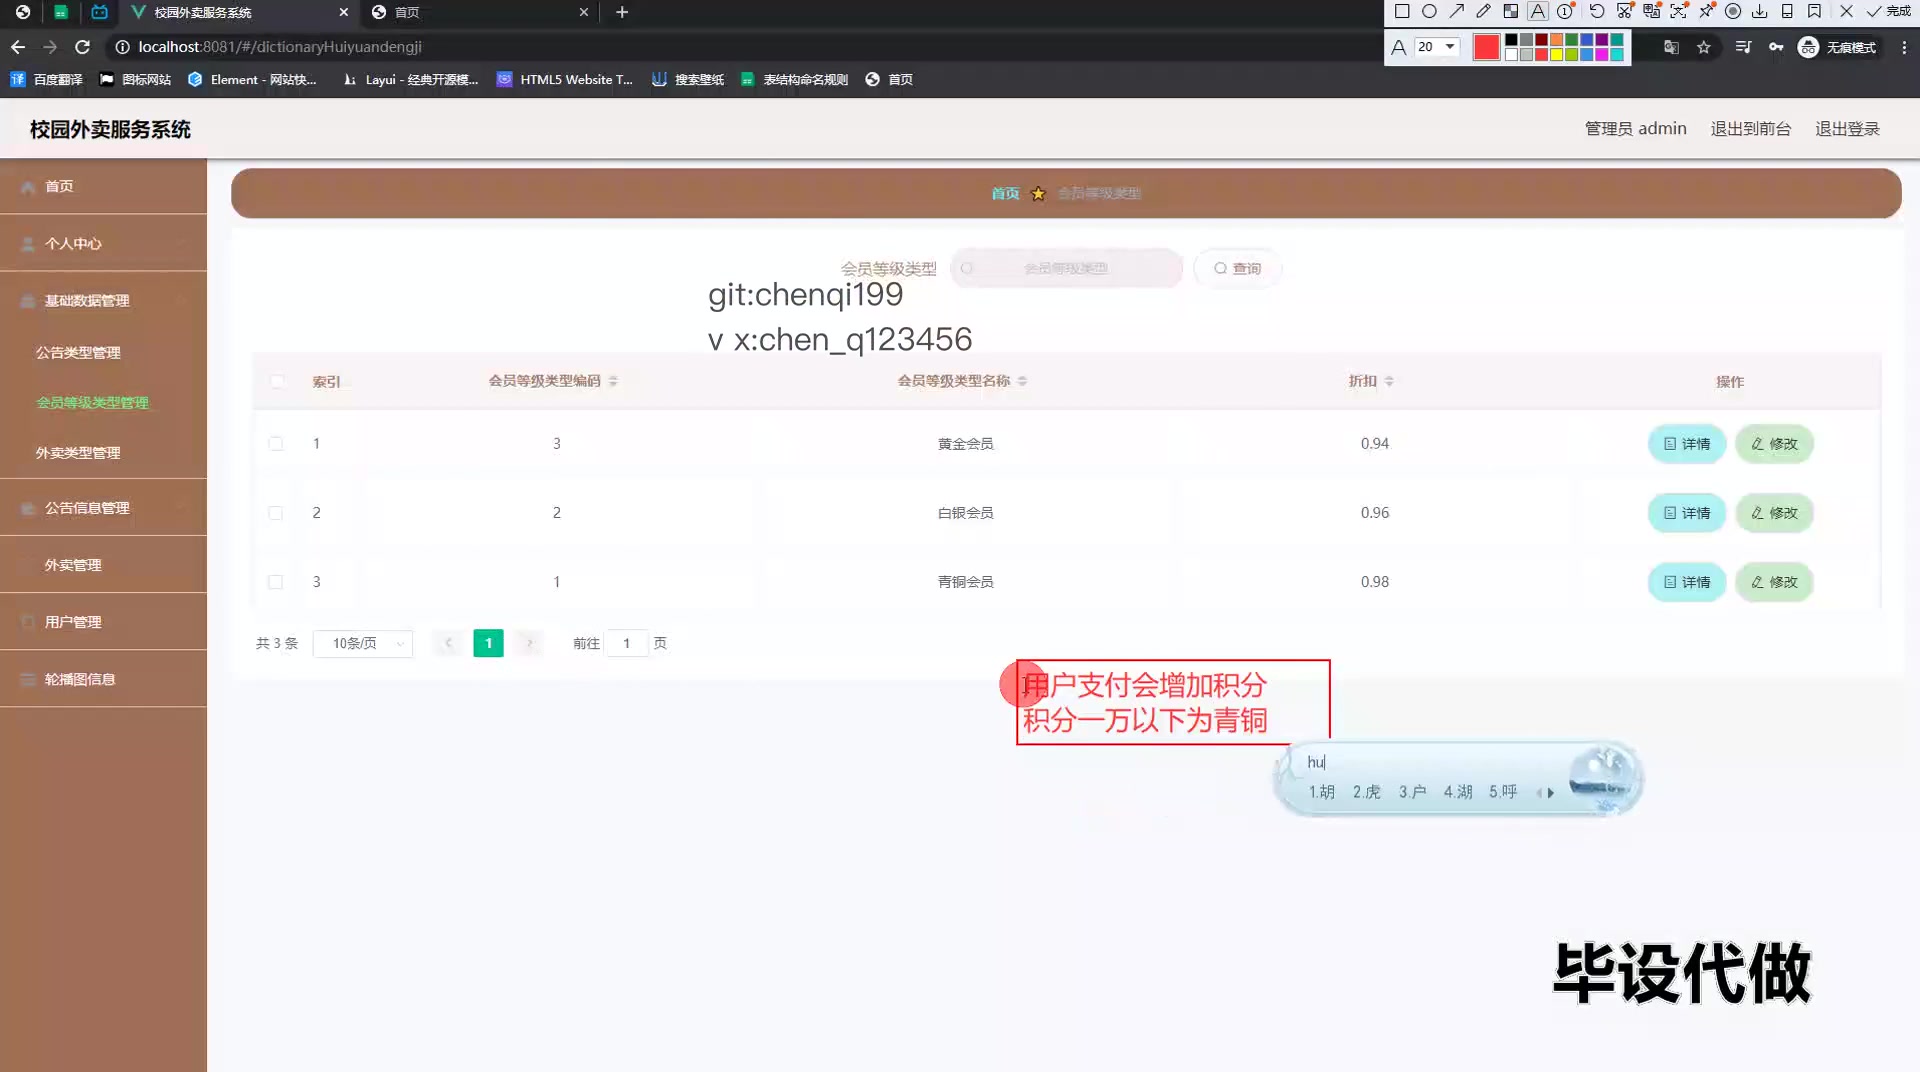 校园外卖服务系统
首页
完成
localhost:8081/#/dictionaryHuiyuandengji
A 20
无痕模式
百度翻译
图标网站
Element - 网站快...
Layui - 经典开源模...
HTML5 Website T...
搜索壁纸
表结构命名规则
首页
校园外卖服务系统
管理员 admin
退出到前台
退出登录
首页
个人中心
基础数据管理
公告类型管理
会员等级类型管理
外卖类型管理
公告信息管理
外卖管理
用户管理
轮播图信息
首页 会员等级类型
会员等级类型 会员等级类型 查询
git:chenqi199
v x:chen_q123456
索引 会员等级类型编码 会员等级类型名称 折扣 操作
1 3 黄金会员 0.94 详情 修改
2 2 白银会员 0.96 详情 修改
3 1 青铜会员 0.98 详情 修改
共 3 条 10条/页 1 前往 1 页
用户支付会增加积分
积分一万以下为青铜
hu
1.胡 2.虎 3.户 4.湖 5.呼
毕设代做